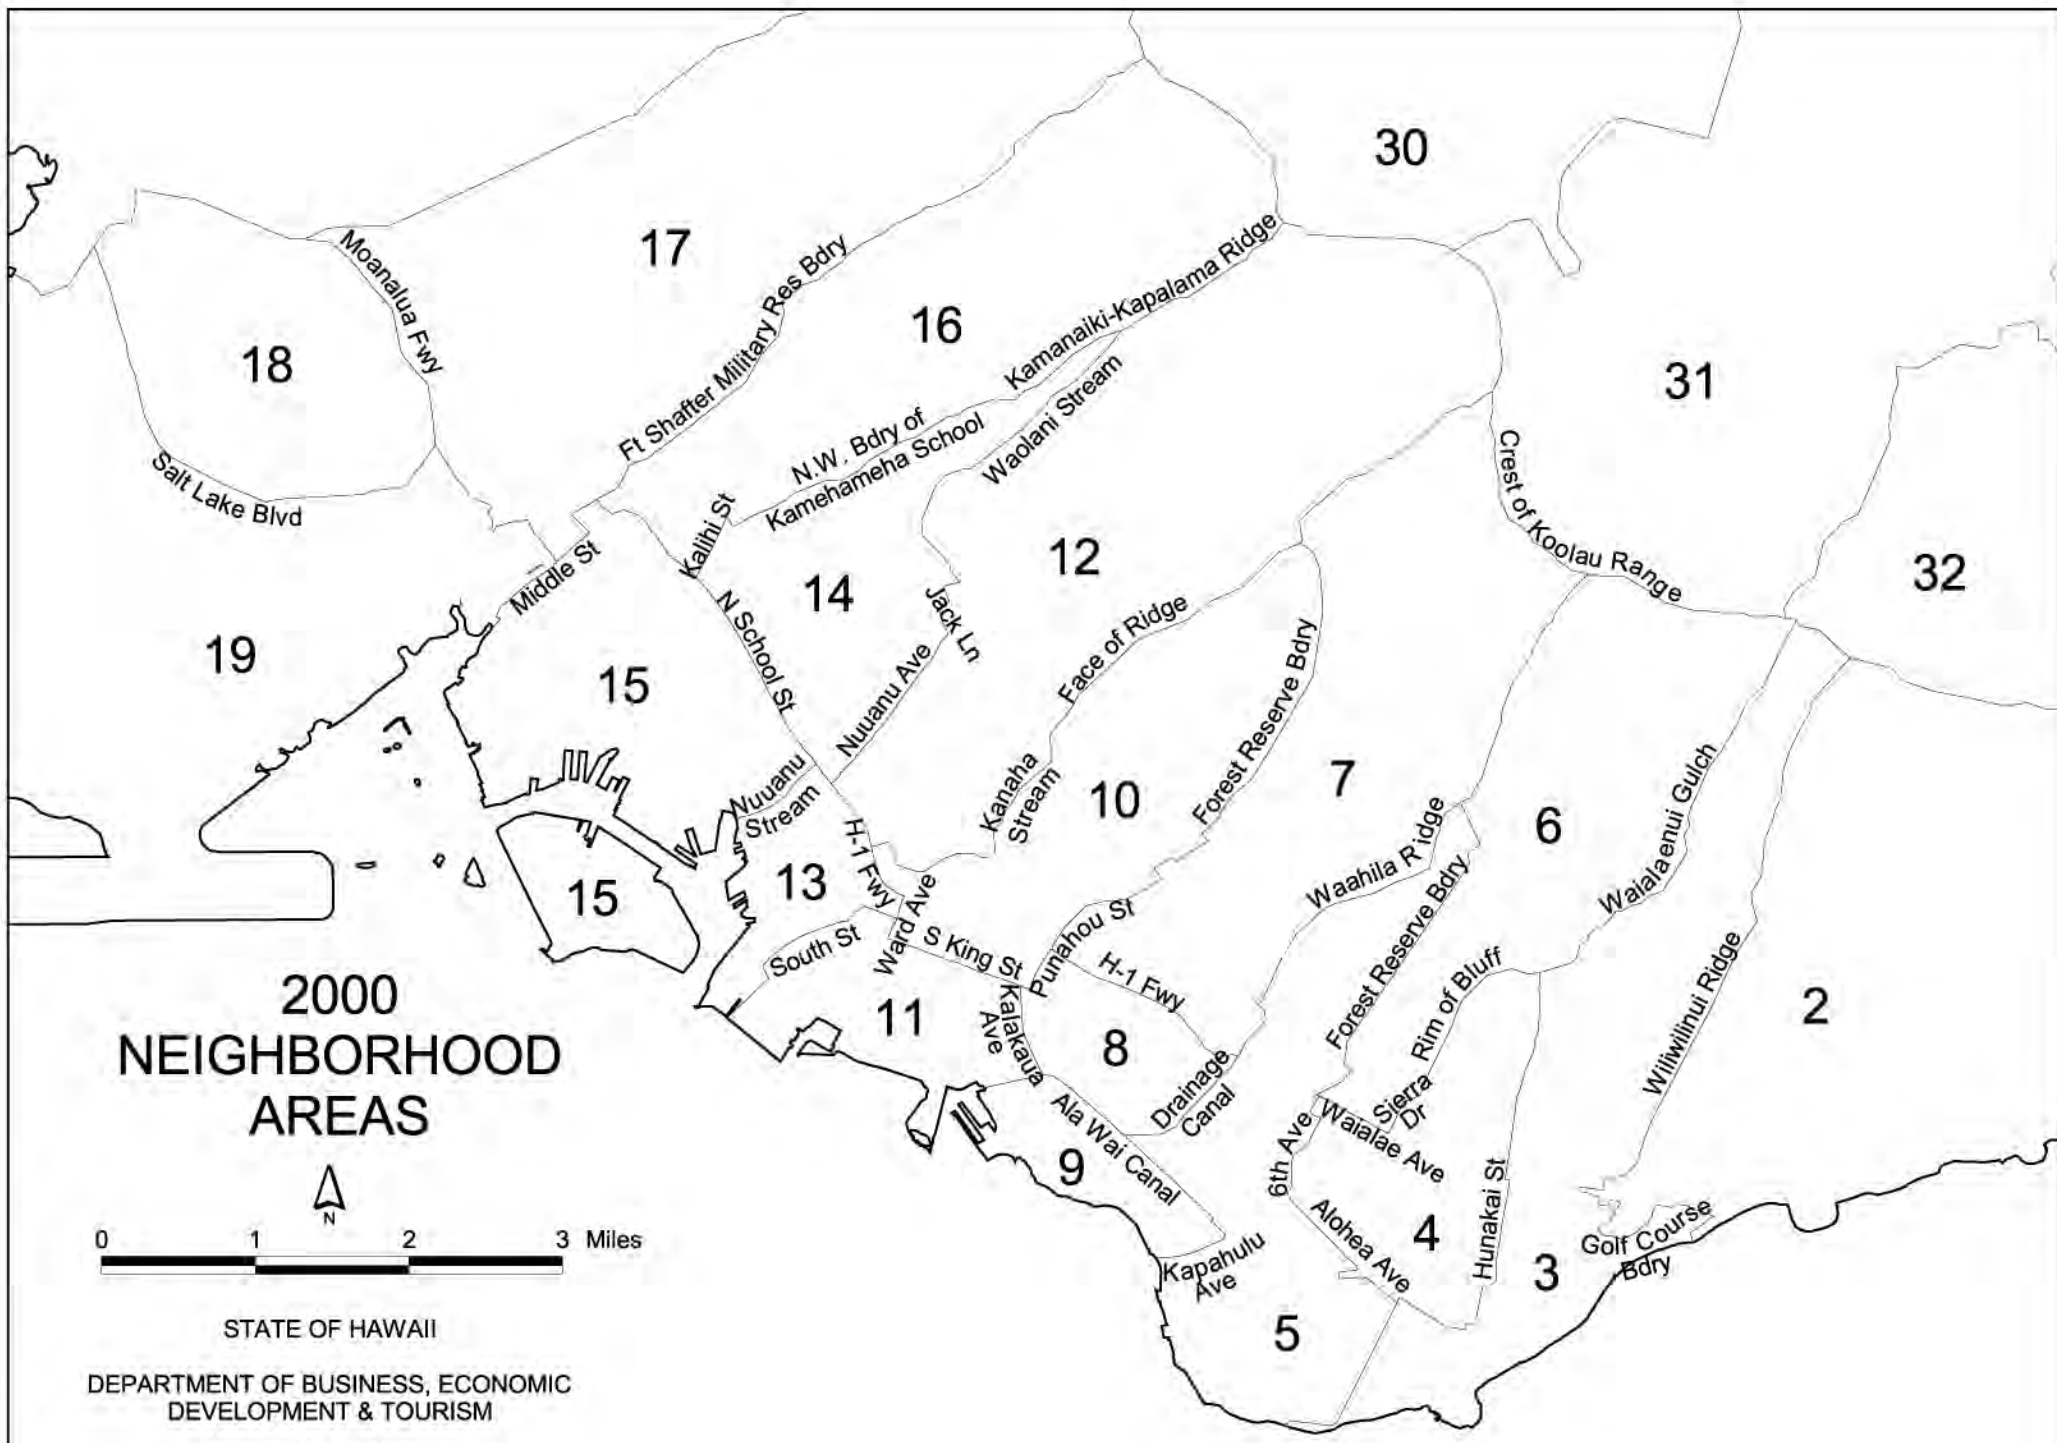 30
17
Moanalua Fwy
Ft Shafter Military Res Bdry
Kamanaiki-Kapalama Ridge
16
18
31
N.W. Bdry of
Kamehameha School
Waolani Stream
Salt Lake Blvd
Kalihi St
Crest of Koolau Range
Middle St
12
14
32
N School St
Jack Ln
Face of Ridge
19
15
Nuuanu Ave
Forest Reserve Bdry
Nuuanu
Stream
Kanaha
Stream
10
7
6
Waialaenui Gulch
H-1 Fwy
13
15
Waahila Ridge
Ward Ave
South St
S King St
Punahou St
H-1 Fwy
Forest Reserve Bdry
Rim of Bluff
Wiliwilinui Ridge
2
2000
NEIGHBORHOOD
AREAS
N
11
Kalakaua
Ave
8
Drainage
Canal
Ala Wai Canal
9
6th Ave
Waialae Ave
Sierra
Dr
Alohea Ave
4
Hunakai St
3
Golf Course
Bdry
Kapahulu
Ave
5
0 1 2 3 Miles
STATE OF HAWAII
DEPARTMENT OF BUSINESS, ECONOMIC
DEVELOPMENT & TOURISM